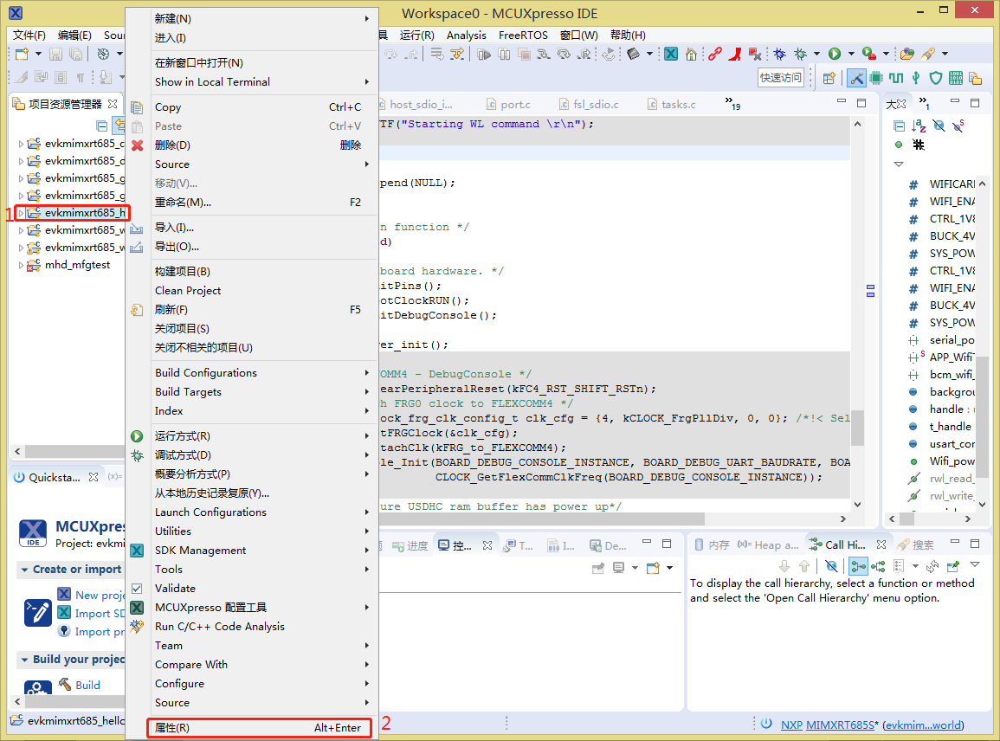 Workspace0 - MCUXpresso IDE
文件(F) 编辑(E) Sour
具 运行(R) Analysis FreeRTOS 窗口(W) 帮助(H)
快速访问
项目资源管理器
evkmimxrt685_c
evkmimxrt685_d
evkmimxrt685_g
evkmimxrt685_g
1
evkmimxrt685_h
evkmimxrt685_w
evkmimxrt685_w
mhd_mfgtest
新建(N)
进入(I)
在新窗口中打开(N)
Show in Local Terminal
Copy Ctrl+C
Paste Ctrl+V
删除(D) 删除
Source
移动(V)...
重命名(M)... F2
导入(I)...
导出(O)...
构建项目(B)
Clean Project
刷新(F) F5
关闭项目(S)
关闭不相关的项目(U)
Build Configurations
Build Targets
Index
运行方式(R)
调试方式(D)
概要分析方式(P)
从本地历史记录复原(Y)...
Launch Configurations
Utilities
SDK Management
Tools
Validate
MCUXpresso 配置工具
Run C/C++ Code Analysis
Team
Compare With
Configure
Source
属性(R) Alt+Enter
2
host_sdio_i... port.c fsl_sdio.c tasks.c »19
TF("Starting WL command \r\n");
pend(NULL);
n function */
d)
board hardware. */
itPins();
otClockRUN();
itDebugConsole();
er_init();
COMM4 - DebugConsole */
earPeripheralReset(kFC4_RST_SHIFT_RSTn);
h FRG0 clock to FLEXCOMM4 */
ock_frg_clk_config_t clk_cfg = {4, kCLOCK_FrgPllDiv, 0, 0}; /*!< Sel
tFRGClock(&clk_cfg);
tachClk(kFRG_to_FLEXCOMM4);
le_Init(BOARD_DEBUG_CONSOLE_INSTANCE, BOARD_DEBUG_UART_BAUDRATE, BOA
CLOCK_GetFlexCommClkFreq(BOARD_DEBUG_CONSOLE_INSTANCE));
ure USDHC ram buffer has power up*/
大 »1
WIFICARI
WIFI_ENA
CTRL_1V8
BUCK_4V
SYS_POW
CTRL_1V8
WIFI_ENA
BUCK_4V
SYS_POW
serial_po
APP_WifiT
bcm_wifi_
backgrou
handle :
t_handle
usart_cor
Wifi_pow
rwl_read_
rwl_write_
Quicksta... (x)=
MCUXpres
IDE
Project: evkmi
Create or import
New proje
Import SD
Import pr
Build your projec
Build
进度 控... T... I... De...
内存 (x)= Heap a... Call Hi... 搜索
To display the call hierarchy, select a function or method
and select the 'Open Call Hierarchy' menu option.
evkmimxrt685_hello
NXP MIMXRT685S* (evkmim...world)